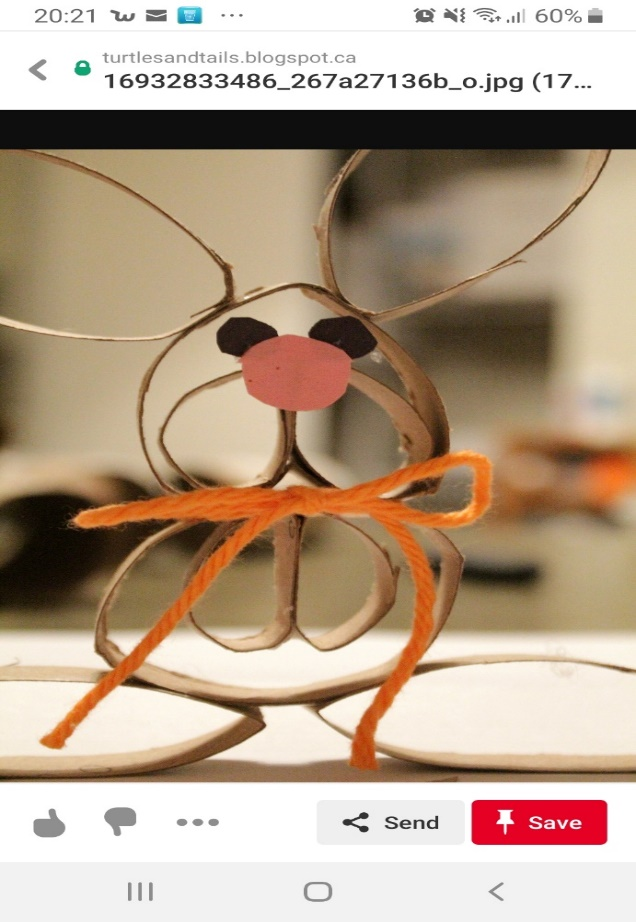 20:21
60%
turtlesandtails.blogspot.ca
16932833486_267a27136b_o.jpg (17...
Send
Save